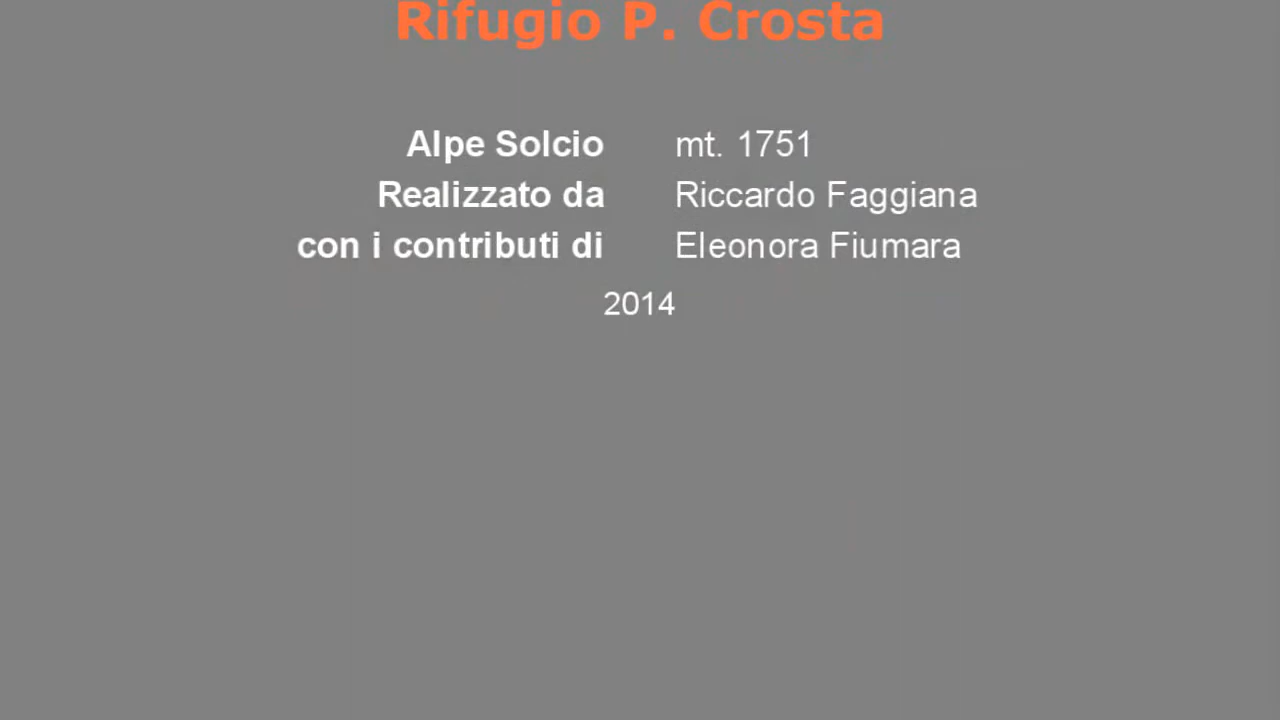 Rifugio P. Crosta
Alpe Solcio mt. 1751
Realizzato da Riccardo Faggiana
con i contributi di Eleonora Fiumara
2014